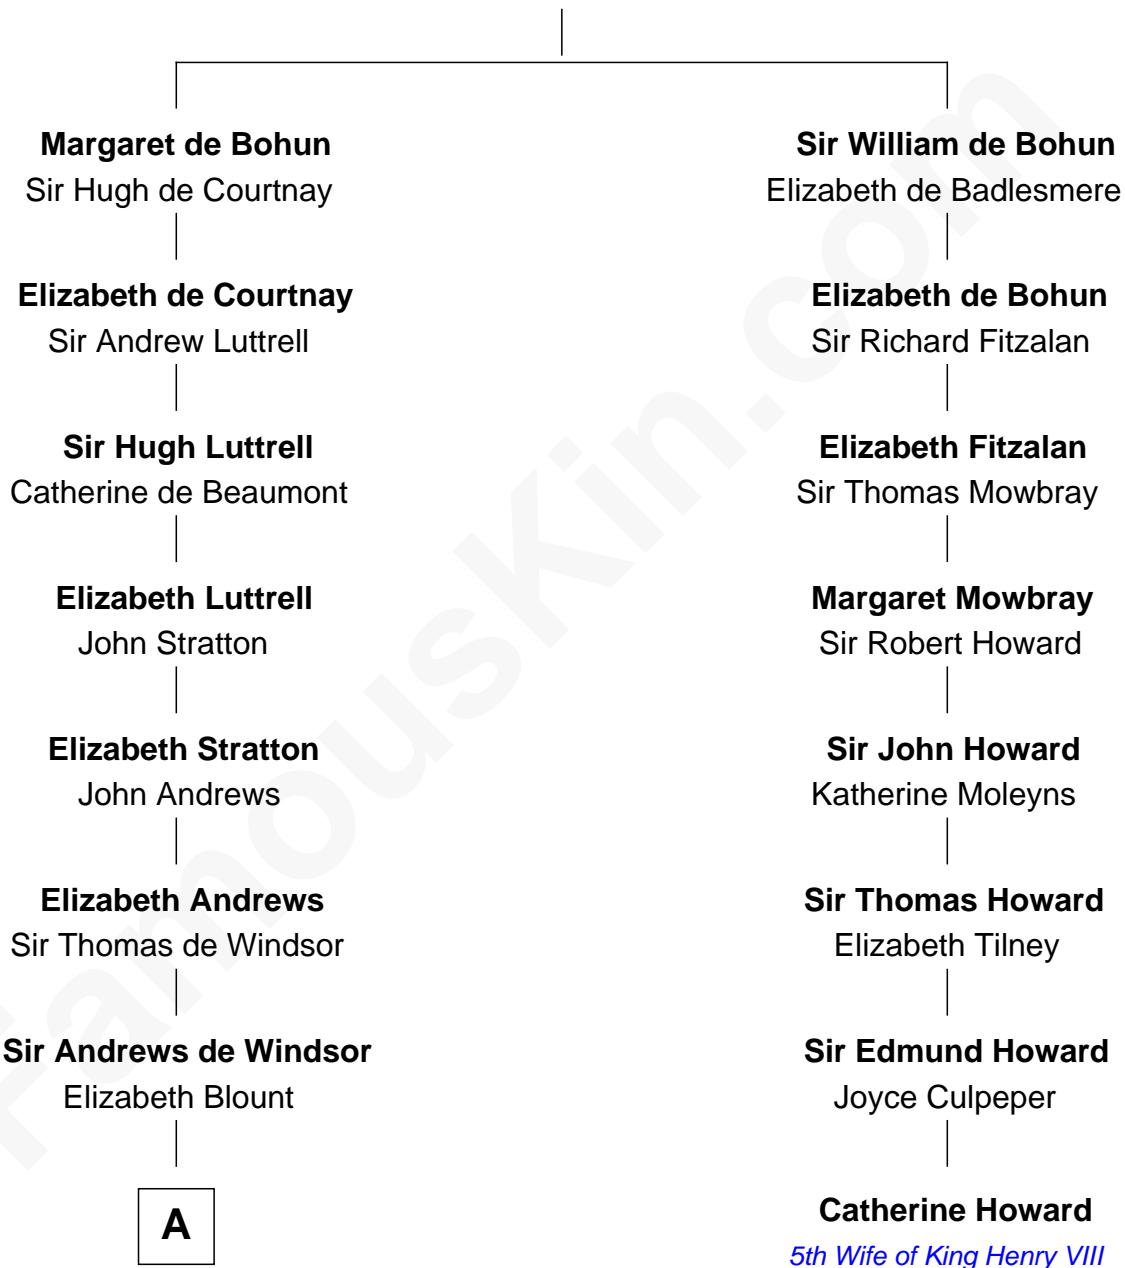 Margaret de Bohun
Sir Hugh de Courtnay
Elizabeth de Courtnay
Sir Andrew Luttrell
Sir Hugh Luttrell
Catherine de Beaumont
Elizabeth Luttrell
John Stratton
Elizabeth Stratton
John Andrews
Elizabeth Andrews
Sir Thomas de Windsor
Sir Andrews de Windsor
Elizabeth Blount
A
Sir William de Bohun
Elizabeth de Badlesmere
Elizabeth de Bohun
Sir Richard Fitzalan
Elizabeth Fitzalan
Sir Thomas Mowbray
Margaret Mowbray
Sir Robert Howard
Sir John Howard
Katherine Moleyns
Sir Thomas Howard
Elizabeth Tilney
Sir Edmund Howard
Joyce Culpeper
Catherine Howard
5th Wife of King Henry VIII
FamousKin.com